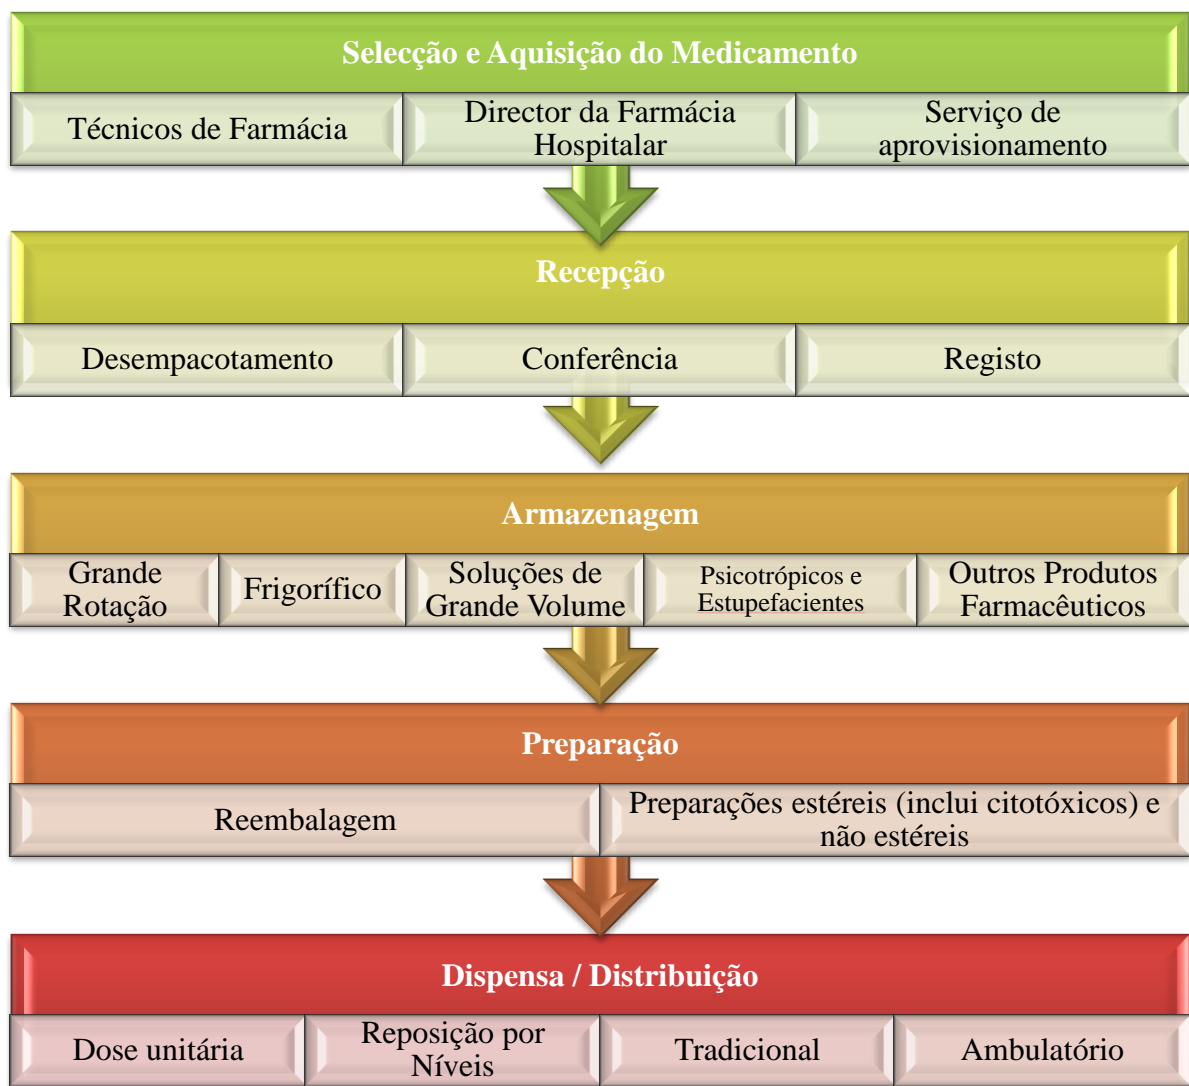 Selecção e Aquisição do Medicamento
Técnicos de Farmácia
Director da Farmácia
Hospitalar
Serviço de
aprovisionamento
Recepção
Desempacotamento
Conferência
Registo
Armazenagem
Grande
Rotação
Frigorífico
Soluções de
Grande Volume
Psicotrópicos e
Estupefacientes
Outros Produtos
Farmacêuticos
Preparação
Reembalagem
Preparações estéreis (inclui citotóxicos) e
não estéreis
Dispensa / Distribuição
Dose unitária
Reposição por
Níveis
Tradicional
Ambulatório